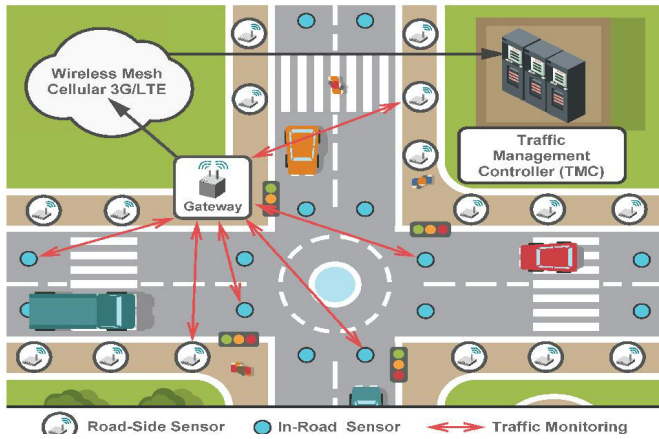 Wireless Mesh
Cellular 3G/LTE
Traffic
Management
Controller (TMC)
Gateway
Road-Side Sensor
In-Road Sensor
Traffic Monitoring